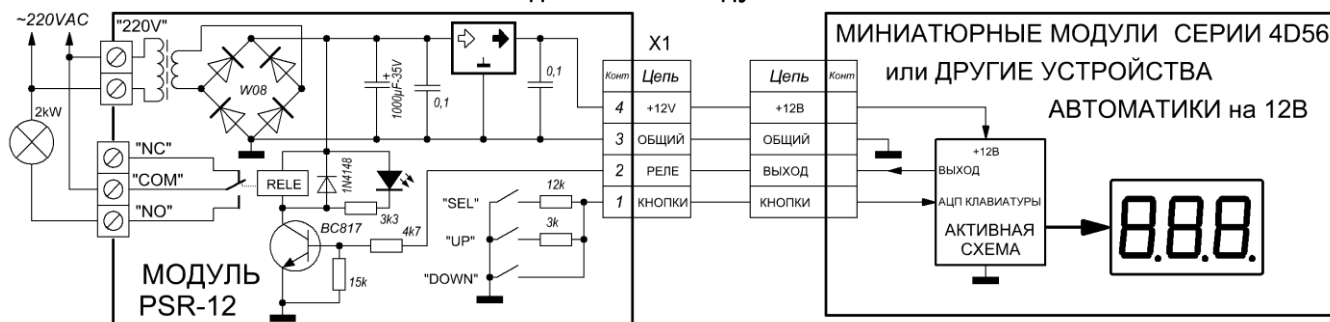 ~220VAC
"220V"
2kW
"NC"
"COM"
"NO"
W08
1000µF-35V
+
0,1
0,1
RELE
1N4148
3k3
BC817
4k7
15k
"SEL"
"UP"
"DOWN"
12k
3k
МОДУЛЬ
PSR-12
X1
Конт Цепь
4 +12V
3 ОБЩИЙ
2 РЕЛЕ
1 КНОПКИ
Цепь Конт
+12В
ОБЩИЙ
ВЫХОД
КНОПКИ
МИНИАТЮРНЫЕ МОДУЛИ СЕРИИ 4D56
или ДРУГИЕ УСТРОЙСТВА
АВТОМАТИКИ на 12В
+12В
ВЫХОД
АЦП КЛАВИАТУРЫ
АКТИВНАЯ
СХЕМА
8.8.8.